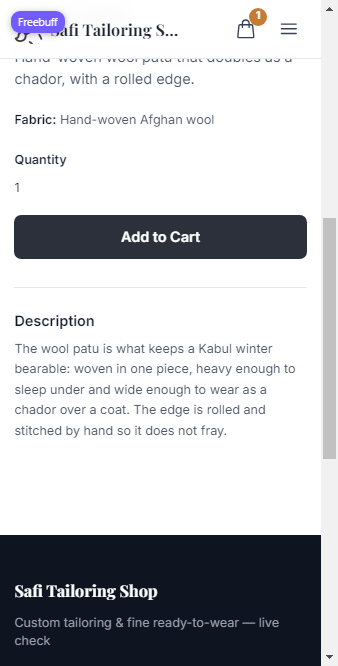 Freebuff
Safi Tailoring S...
1
Hand-woven wool patu that doubles as a
chador, with a rolled edge.
Fabric: Hand-woven Afghan wool
Quantity
1
Add to Cart
Description
The wool patu is what keeps a Kabul winter
bearable: woven in one piece, heavy enough to
sleep under and wide enough to wear as a
chador over a coat. The edge is rolled and
stitched by hand so it does not fray.
Safi Tailoring Shop
Custom tailoring & fine ready-to-wear — live
check